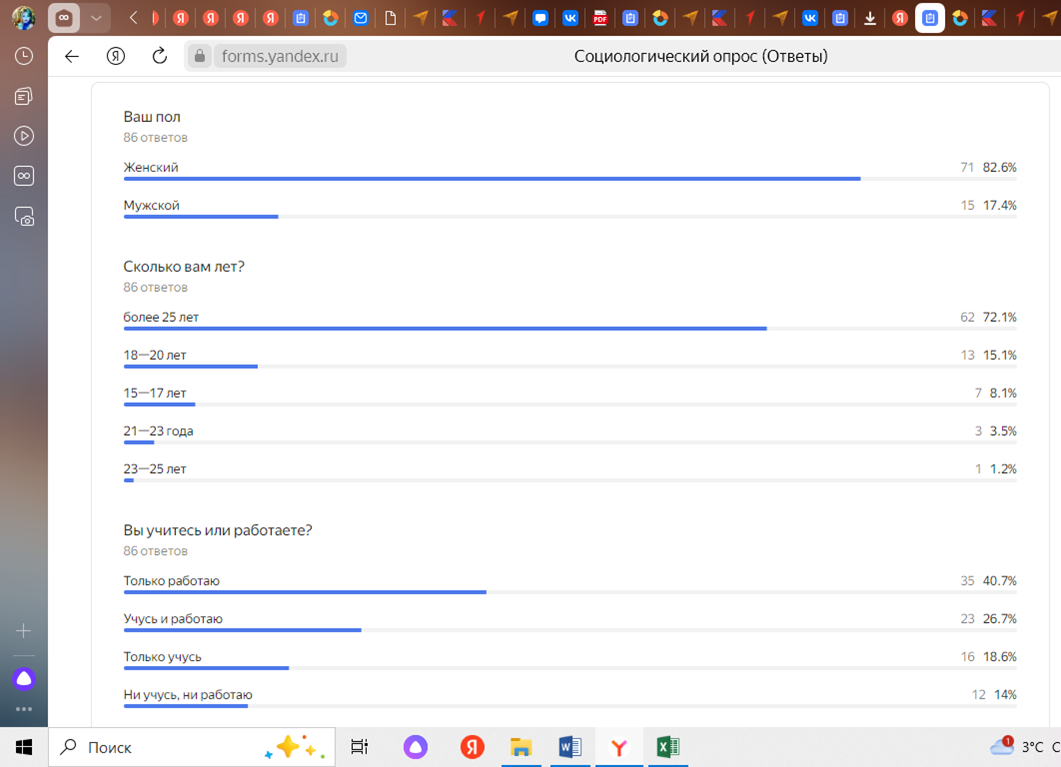 forms.yandex.ru
Социологический опрос (Ответы)
Ваш пол
86 ответов
Женский 71 82.6%
Мужской 15 17.4%
Сколько вам лет?
86 ответов
более 25 лет 62 72.1%
18—20 лет 13 15.1%
15—17 лет 7 8.1%
21—23 года 3 3.5%
23—25 лет 1 1.2%
Вы учитесь или работаете?
86 ответов
Только работаю 35 40.7%
Учусь и работаю 23 26.7%
Только учусь 16 18.6%
Ни учусь, ни работаю 12 14%
Поиск
1
3°C С